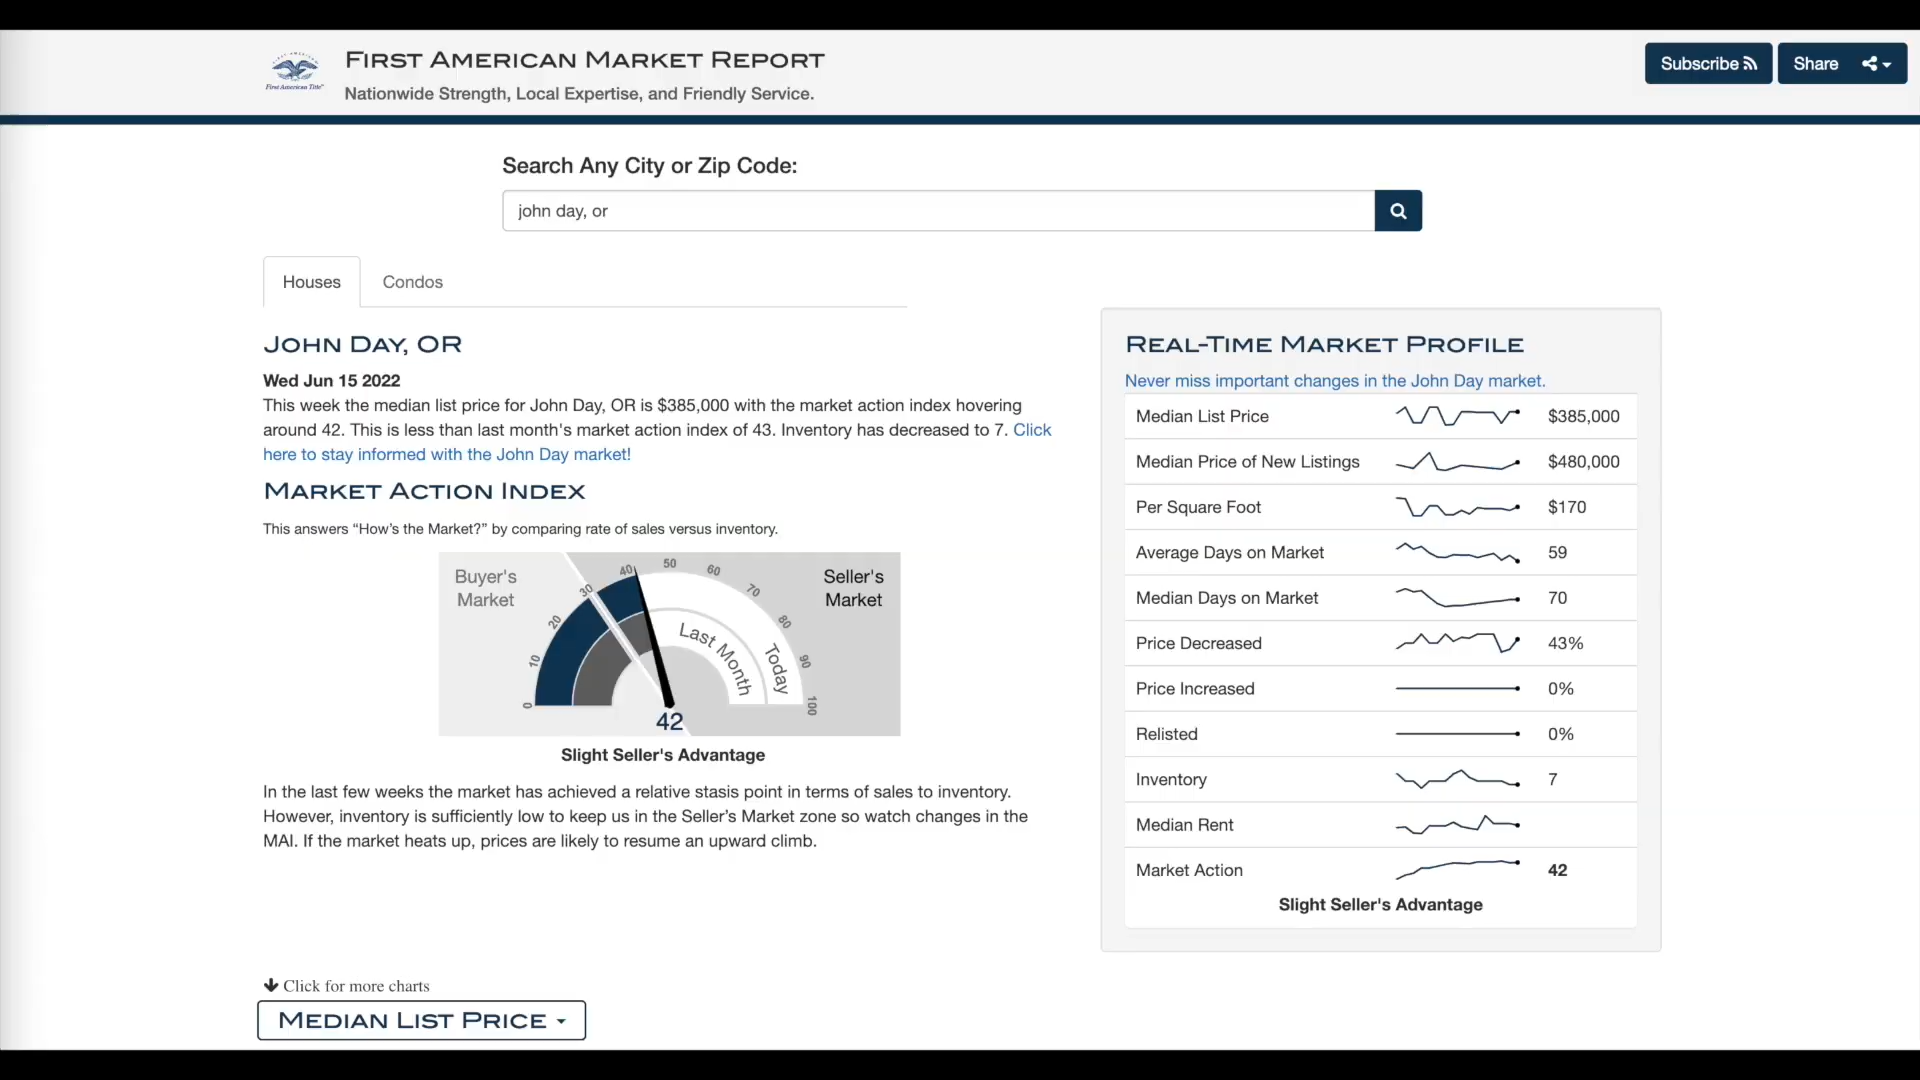 First American Title™
FIRST AMERICAN MARKET REPORT
Nationwide Strength, Local Expertise, and Friendly Service.
Subscribe
Share
Search Any City or Zip Code:
john day, or
Houses
Condos
JOHN DAY, OR
Wed Jun 15 2022
This week the median list price for John Day, OR is $385,000 with the market action index hovering
around 42. This is less than last month's market action index of 43. Inventory has decreased to 7. Click
here to stay informed with the John Day market!
MARKET ACTION INDEX
This answers “How’s the Market?” by comparing rate of sales versus inventory.
Buyer's
Market
Seller's
Market
0
10
20
30
40
50
60
70
80
90
100
Last Month
Today
42
Slight Seller's Advantage
In the last few weeks the market has achieved a relative stasis point in terms of sales to inventory.
However, inventory is sufficiently low to keep us in the Seller’s Market zone so watch changes in the
MAI. If the market heats up, prices are likely to resume an upward climb.
REAL-TIME MARKET PROFILE
Never miss important changes in the John Day market.
Median List Price $385,000
Median Price of New Listings $480,000
Per Square Foot $170
Average Days on Market 59
Median Days on Market 70
Price Decreased 43%
Price Increased 0%
Relisted 0%
Inventory 7
Median Rent
Market Action 42
Slight Seller's Advantage
Click for more charts
MEDIAN LIST PRICE